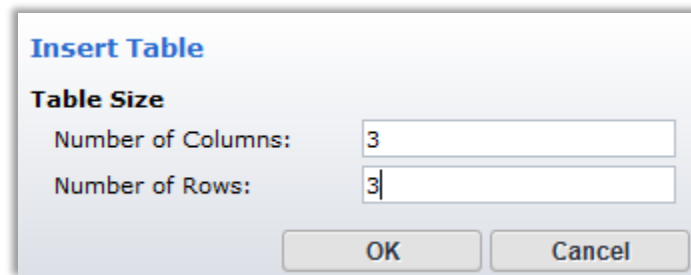 Insert Table
Table Size
Number of Columns: 3
Number of Rows: 3
OK Cancel